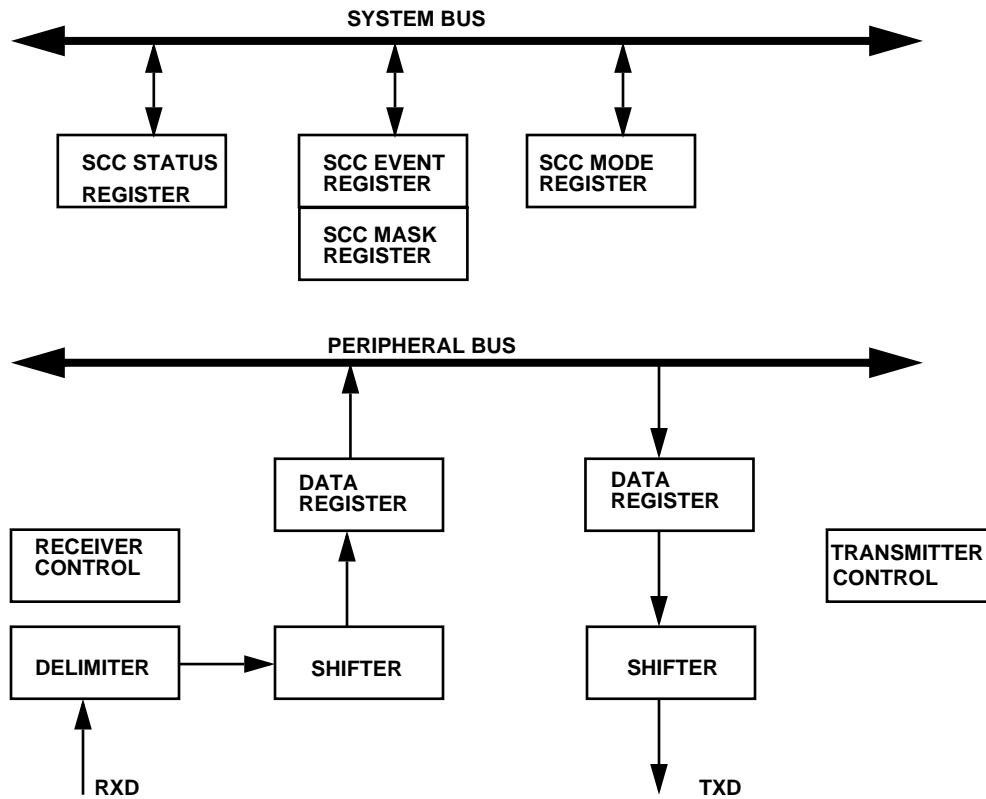 SYSTEM BUS
SCC STATUS
REGISTER
SCC EVENT
REGISTER
SCC MODE
REGISTER
SCC MASK
REGISTER
PERIPHERAL BUS
DATA
REGISTER
DATA
REGISTER
RECEIVER
CONTROL
TRANSMITTER
CONTROL
DELIMITER
SHIFTER
SHIFTER
RXD
TXD